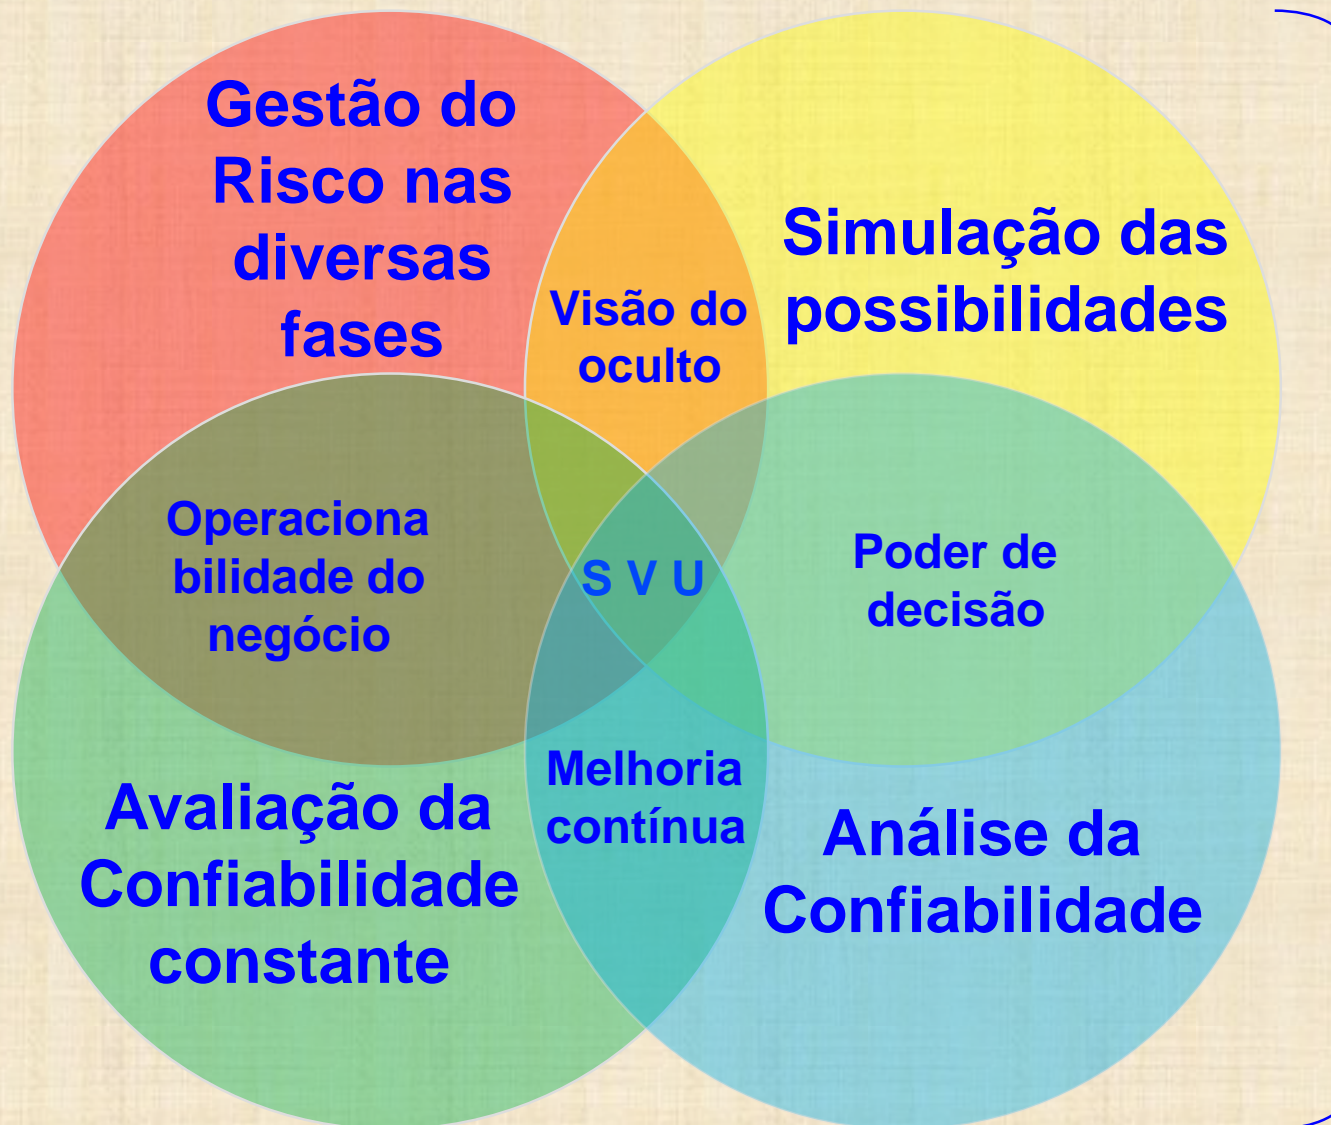 Gestão do
Risco nas
diversas
fases
Simulação das
possibilidades
Visão do
oculto
Operaciona
bilidade do
negócio
S V U
Poder de
decisão
Melhoria
contínua
Avaliação da
Confiabilidade
constante
Análise da
Confiabilidade